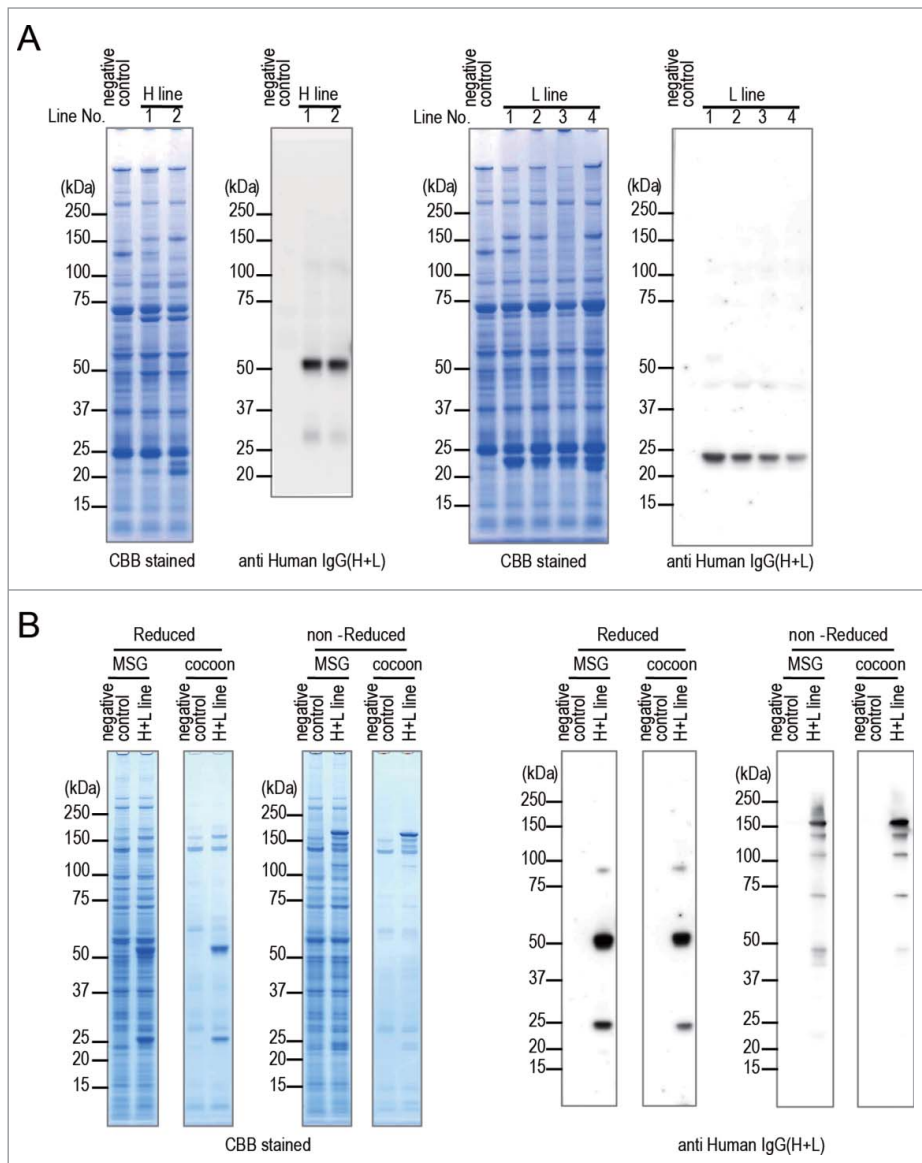 A
negative
control
H line
Line No.
1 2
(kDa)
250
150
100
75
50
37
25
20
15
CBB stained
negative
control
H line
1 2
(kDa)
250
150
100
75
50
37
25
20
15
anti Human IgG(H+L)
negative
control
L line
Line No.
1 2 3 4
(kDa)
250
150
100
75
50
37
25
20
15
CBB stained
negative
control
L line
1 2 3 4
(kDa)
250
150
100
75
50
37
25
20
15
anti Human IgG(H+L)
B
Reduced
MSG cocoon
negative
control
H+L line
negative
control
H+L line
(kDa)
250
150
100
75
50
37
25
20
15
non -Reduced
MSG cocoon
negative
control
H+L line
negative
control
H+L line
(kDa)
250
150
100
75
50
37
25
20
15
CBB stained
Reduced
MSG cocoon
negative
control
H+L line
negative
control
H+L line
(kDa)
250
150
100
75
50
37
25
20
15
non -Reduced
MSG cocoon
negative
control
H+L line
negative
control
H+L line
(kDa)
250
150
100
75
50
37
25
20
15
anti Human IgG(H+L)